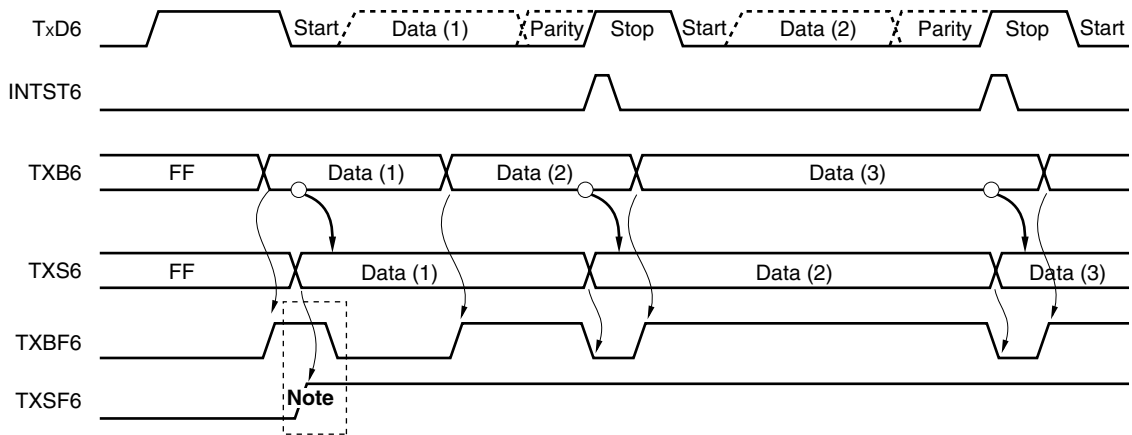 TxD6 Start Data (1) Parity Stop Start Data (2) Parity Stop Start
INTST6
TXB6 FF Data (1) Data (2) Data (3)
TXS6 FF Data (1) Data (2) Data (3)
TXBF6
TXSF6 Note